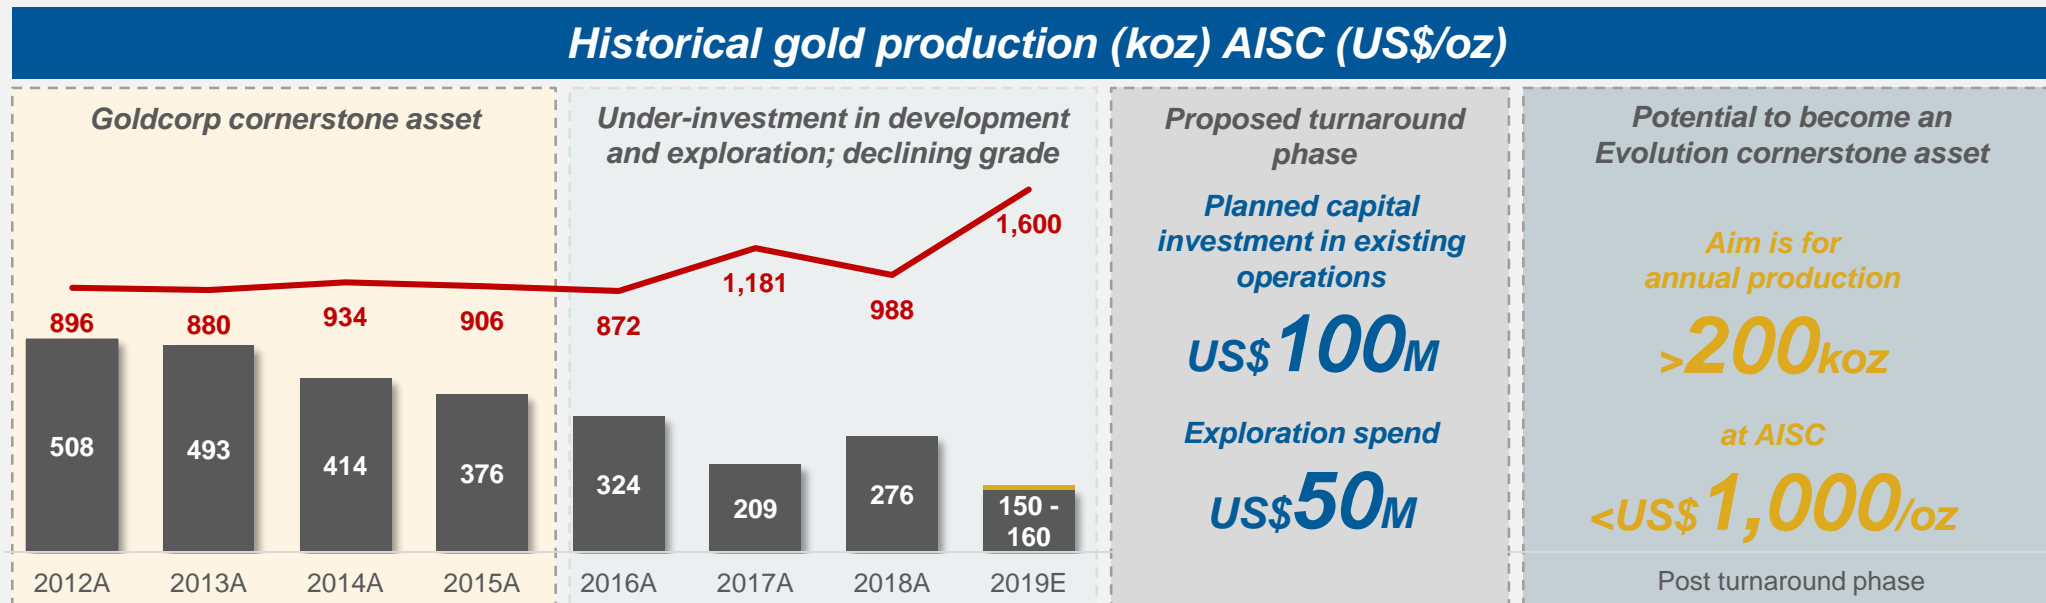 Historical gold production (koz) AISC (US$/oz)
Goldcorp cornerstone asset
896
880
934
906
508
493
414
376
2012A
2013A
2014A
2015A
Under-investment in development
and exploration; declining grade
872
1,181
988
1,600
324
209
276
150 -
160
2016A
2017A
2018A
2019E
Proposed turnaround
phase
Planned capital
investment in existing
operations
US$100M
Exploration spend
US$50M
Potential to become an
Evolution cornerstone asset
Aim is for
annual production
>200koz
at AISC
<US$1,000/oz
Post turnaround phase